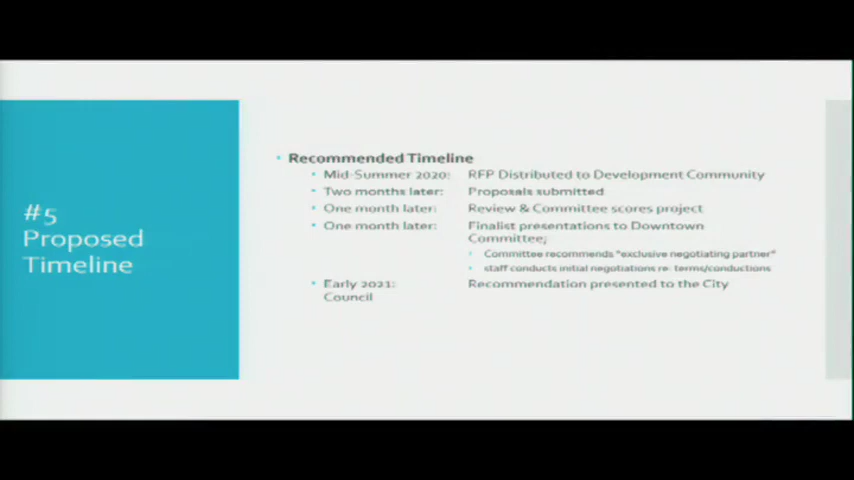 #5
Proposed
Timeline
Recommended Timeline
Mid-Summer 2020: RFP Distributed to Development Community
Two months later: Proposals submitted
One month later: Review & Committee scores project
One month later: Finalist presentations to Downtown
Committee;
Committee recommends "exclusive negotiating partner"
staff conducts initial negotiations re: terms/conductions
Early 2021: Recommendation presented to the City
Council